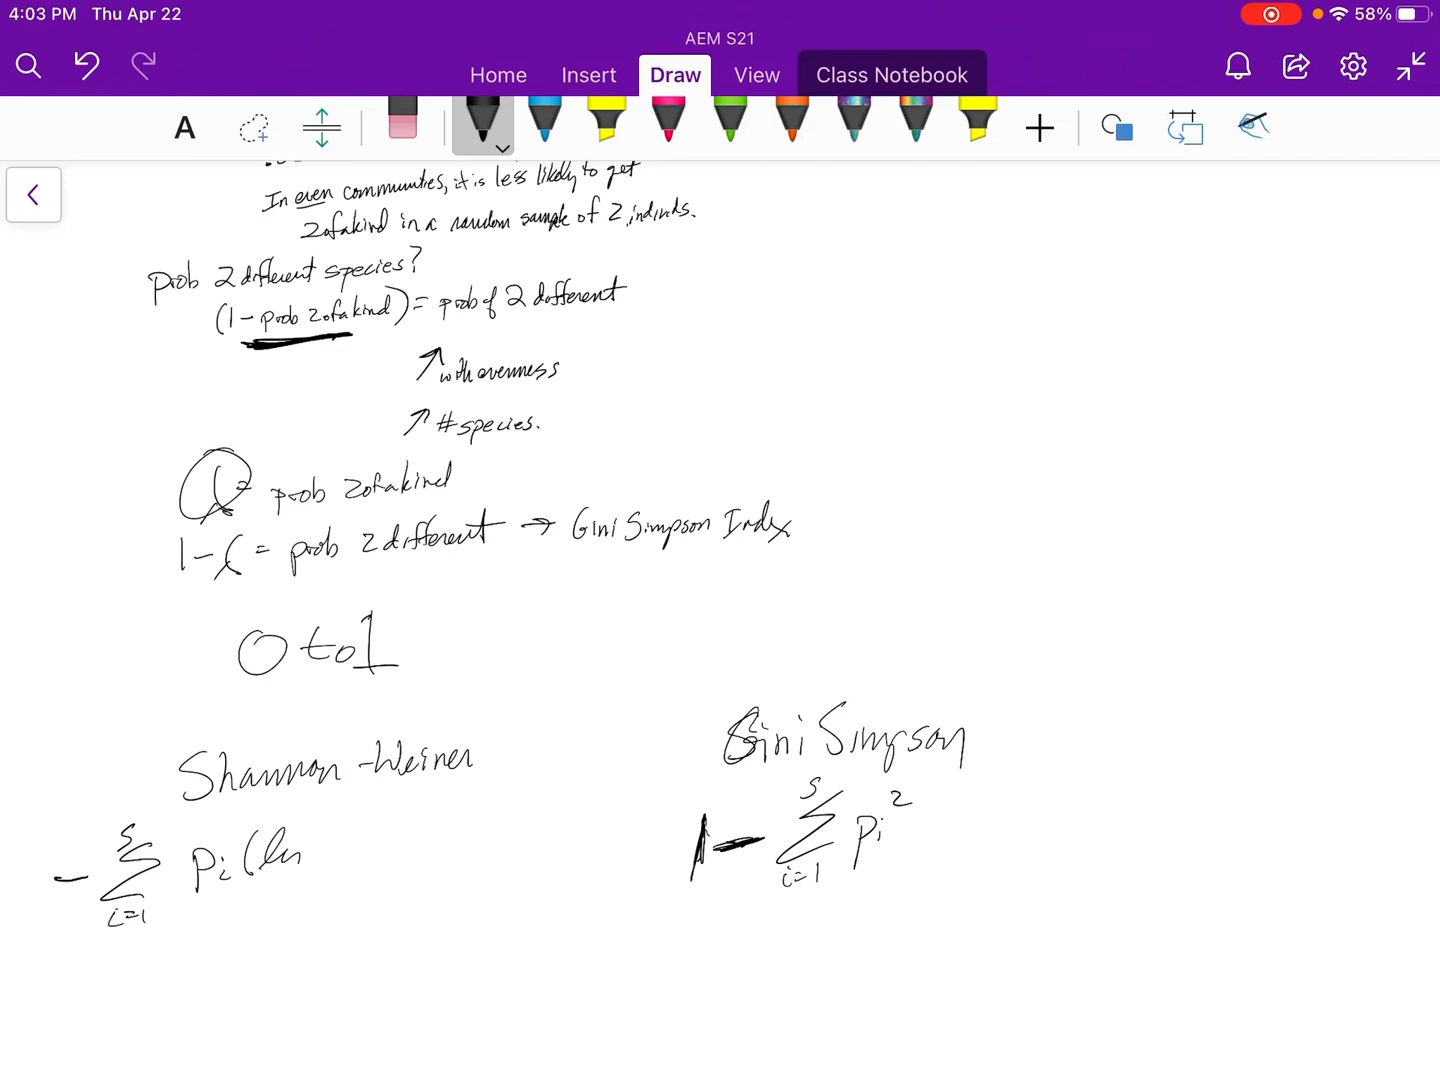 4:03 PM Thu Apr 22
58%
AEM S21
Home Insert Draw View Class Notebook
A
In even communities, it is less likely to get
2 of a kind in a random sample of 2 individs.
Prob 2 different species?
(1 - prob 2 of a kind) = prob of 2 different
↗ with evenness
↗ # species.
= prob 2 of a kind
1 - ℓ = prob 2 different → Gini Simpson Index
0 to 1
Shannon-Weiner
Gini Simpson
- Σ s i=1 pi (ln
1 - Σ s i=1 pi²